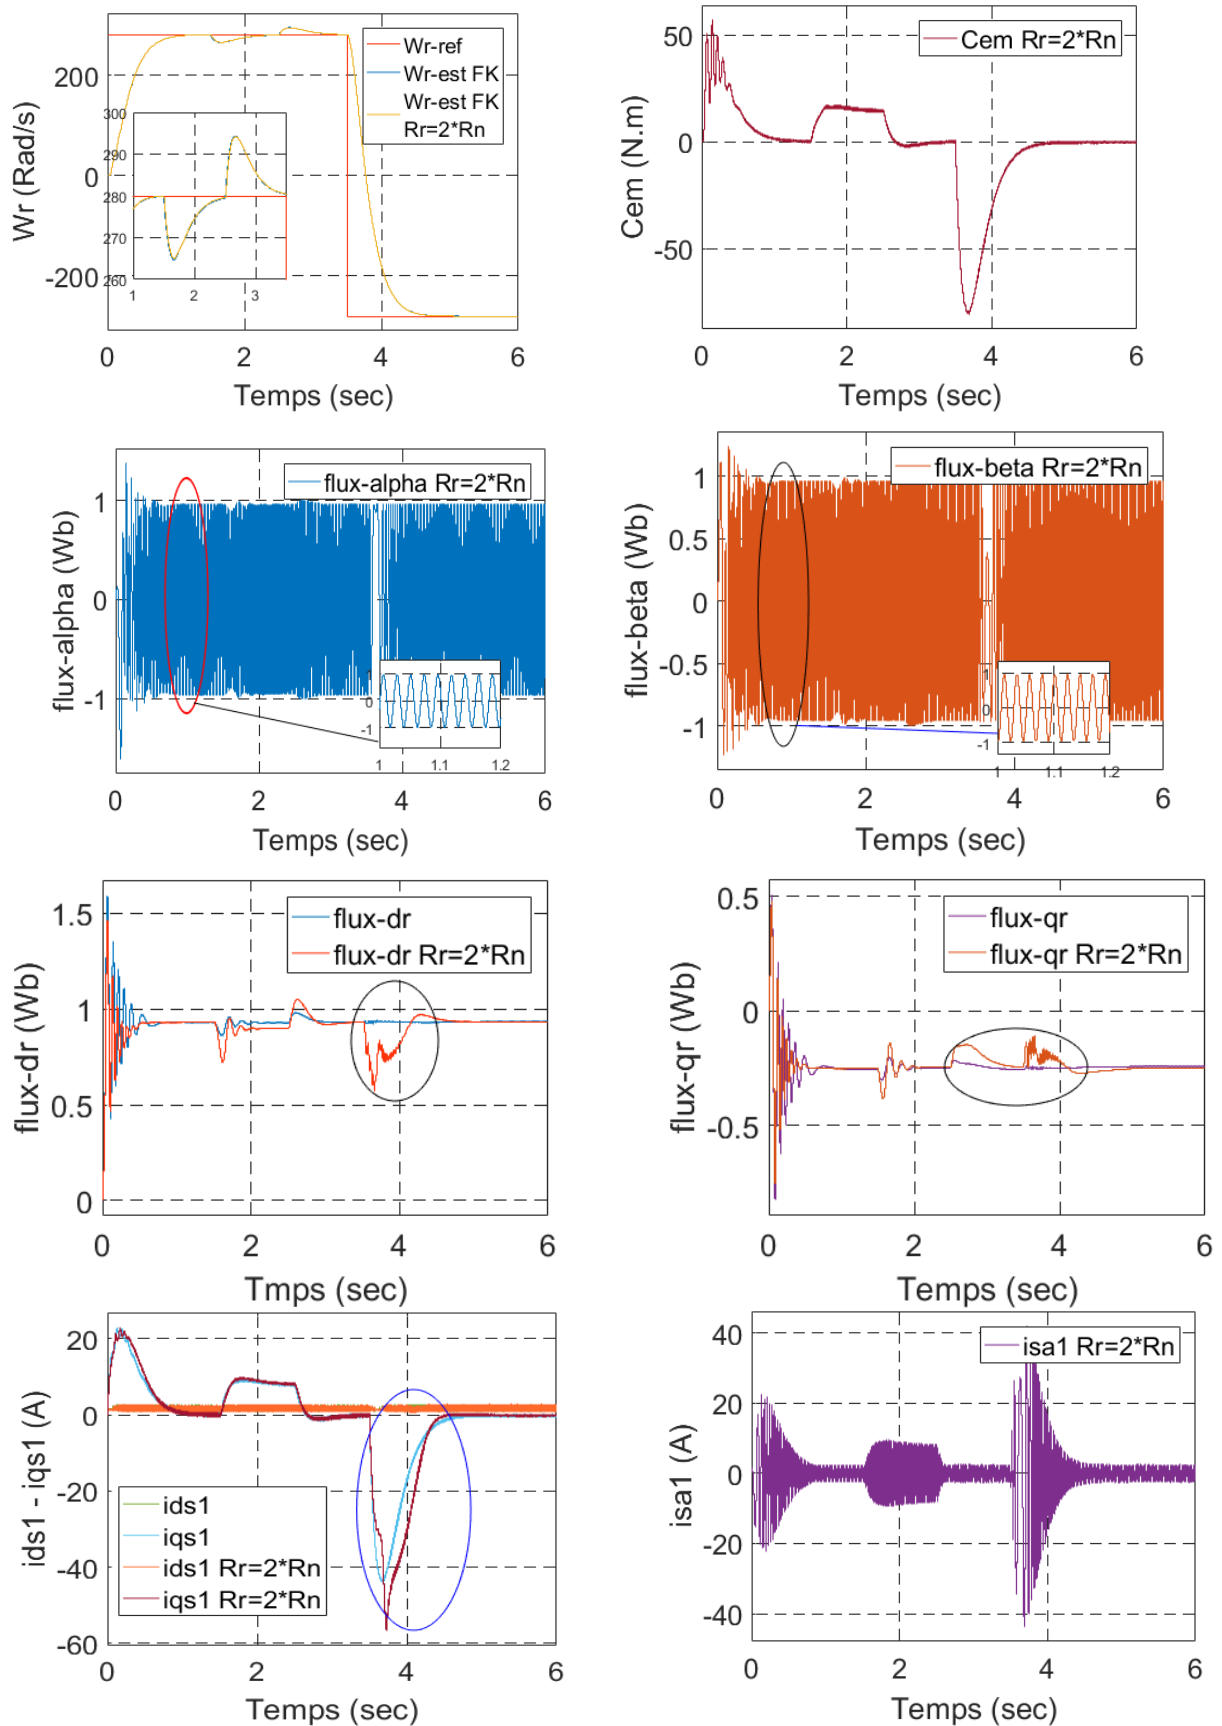 Wr (Rad/s)
200
0
-200
Wr-ref
Wr-est FK
Wr-est FK
Rr=2*Rn
300
290
280
270
260
1 2 3
0 2 4 6
Temps (sec)
Cem (N.m)
50
0
-50
Cem Rr=2*Rn
0 2 4 6
Temps (sec)
flux-alpha (Wb)
1
0
-1
flux-alpha Rr=2*Rn
1
0
-1
1 1.1 1.2
0 2 4 6
Temps (sec)
flux-beta (Wb)
1
0.5
0
-0.5
-1
flux-beta Rr=2*Rn
1
0
-1
1 1.1 1.2
0 2 4 6
Temps (sec)
flux-dr (Wb)
1.5
1
0.5
0
flux-dr
flux-dr Rr=2*Rn
0 2 4 6
Tmps (sec)
flux-qr (Wb)
0.5
0
-0.5
flux-qr
flux-qr Rr=2*Rn
0 2 4 6
Temps (sec)
ids1 - iqs1 (A)
20
0
-20
-40
-60
ids1
iqs1
ids1 Rr=2*Rn
iqs1 Rr=2*Rn
0 2 4 6
Temps (sec)
isa1 (A)
40
20
0
-20
-40
isa1 Rr=2*Rn
0 2 4 6
Temps (sec)